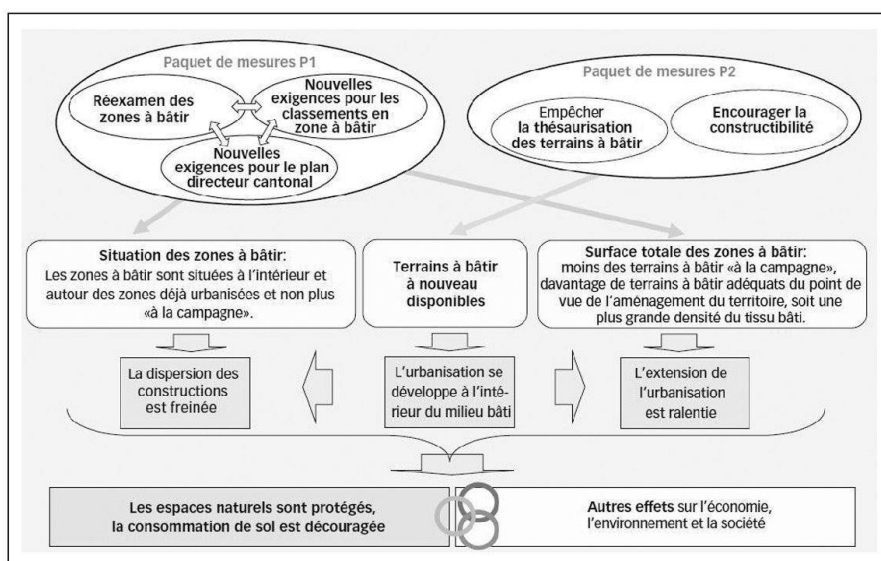 Paquet de mesures P1
Réexamen des
zones à bâtir
Nouvelles
exigences pour les
classements en
zone à bâtir
Nouvelles
exigences pour le plan
directeur cantonal
Paquet de mesures P2
Empêcher
la thésaurisation
des terrains à bâtir
Encourager la
constructibilité
Situation des zones à bâtir:
Les zones à bâtir sont situées à l'intérieur et
autour des zones déjà urbanisées et non plus
«à la campagne».
Terrains à bâtir
à nouveau
disponibles
Surface totale des zones à bâtir:
moins des terrains à bâtir «à la campagne»,
davantage de terrains à bâtir adéquats du point de
vue de l'aménagement du territoire, soit une
plus grande densité du tissu bâti.
La dispersion des
constructions
est freinée
L'urbanisation se
développe à l'inté-
rieur du milieu bâti
L'extension de
l'urbanisation
est ralentie
Les espaces naturels sont protégés,
la consommation de sol est découragée
Autres effets sur l'économie,
l'environnement et la société